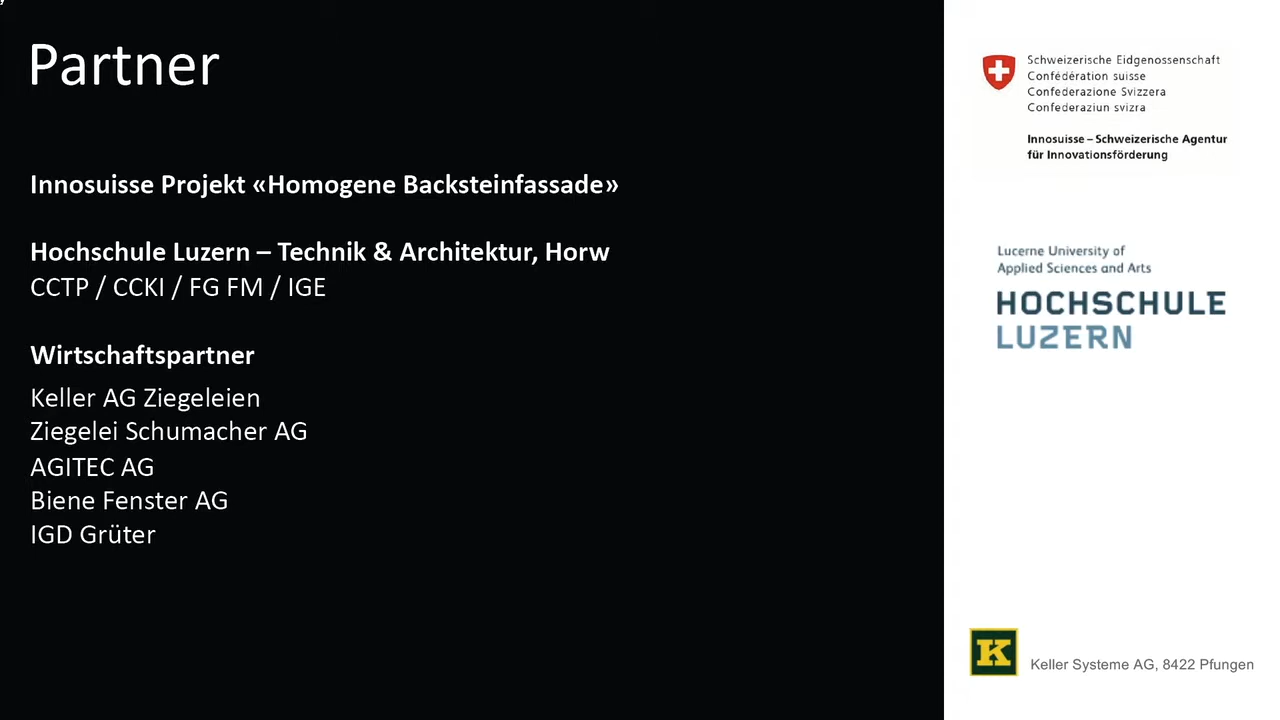 Partner
Innosuisse Projekt «Homogene Backsteinfassade»
Hochschule Luzern – Technik & Architektur, Horw
CCTP / CCKI / FG FM / IGE
Wirtschaftspartner
Keller AG Ziegeleien
Ziegelei Schumacher AG
AGITEC AG
Biene Fenster AG
IGD Grüter
Schweizerische Eidgenossenschaft
Confédération suisse
Confederazione Svizzera
Confederaziun svizra
Innosuisse – Schweizerische Agentur
für Innovationsförderung
Lucerne University of
Applied Sciences and Arts
HOCHSCHULE
LUZERN
K
Keller Systeme AG, 8422 Pfungen